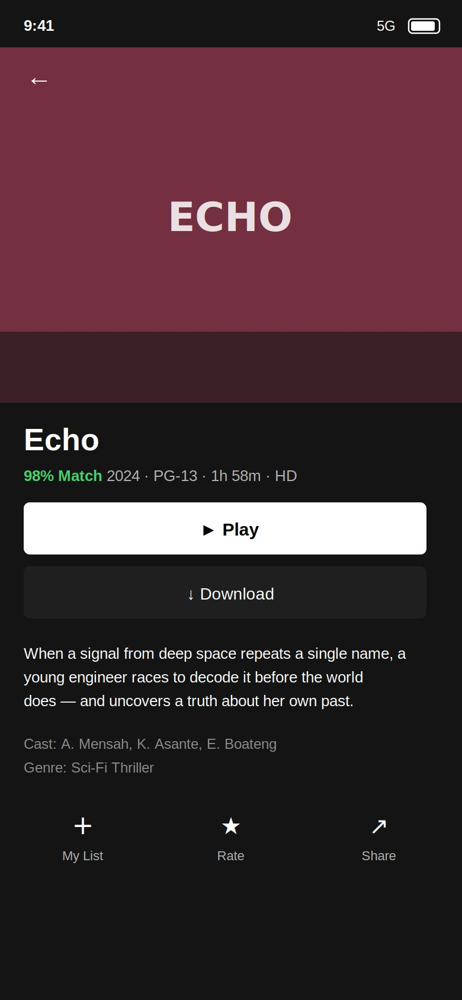 9:41 5G
←
ECHO
Echo
98% Match 2024 · PG-13 · 1h 58m · HD
► Play
↓ Download
When a signal from deep space repeats a single name, a
young engineer races to decode it before the world
does — and uncovers a truth about her own past.
Cast: A. Mensah, K. Asante, E. Boateng
Genre: Sci-Fi Thriller
+ ★ ↗
My List Rate Share